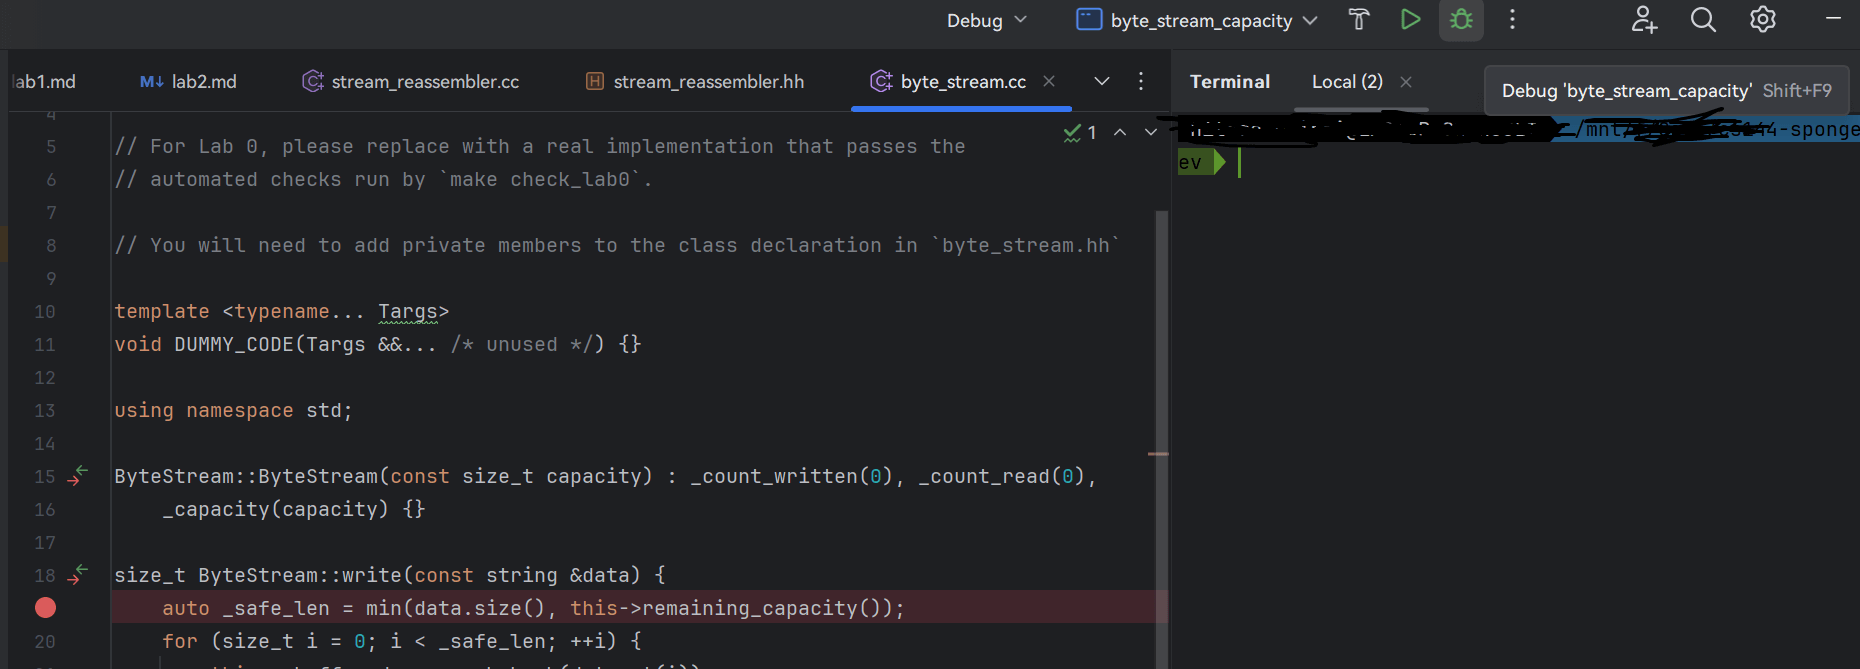 Debug byte_stream_capacity
lab1.md lab2.md stream_reassembler.cc stream_reassembler.hh byte_stream.cc Terminal Local (2) Debug 'byte_stream_capacity' Shift+F9
4
1
5 // For Lab 0, please replace with a real implementation that passes the
6 // automated checks run by `make check_lab0`.
7
8 // You will need to add private members to the class declaration in `byte_stream.hh`
9
10 template <typename... Targs>
11 void DUMMY_CODE(Targs &&... /* unused */) {}
12
13 using namespace std;
14
15 ByteStream::ByteStream(const size_t capacity) : _count_written(0), _count_read(0),
16 _capacity(capacity) {}
17
18 size_t ByteStream::write(const string &data) {
auto _safe_len = min(data.size(), this->remaining_capacity());
20 for (size_t i = 0; i < _safe_len; ++i) {
/mnt/ 44-sponge
ev